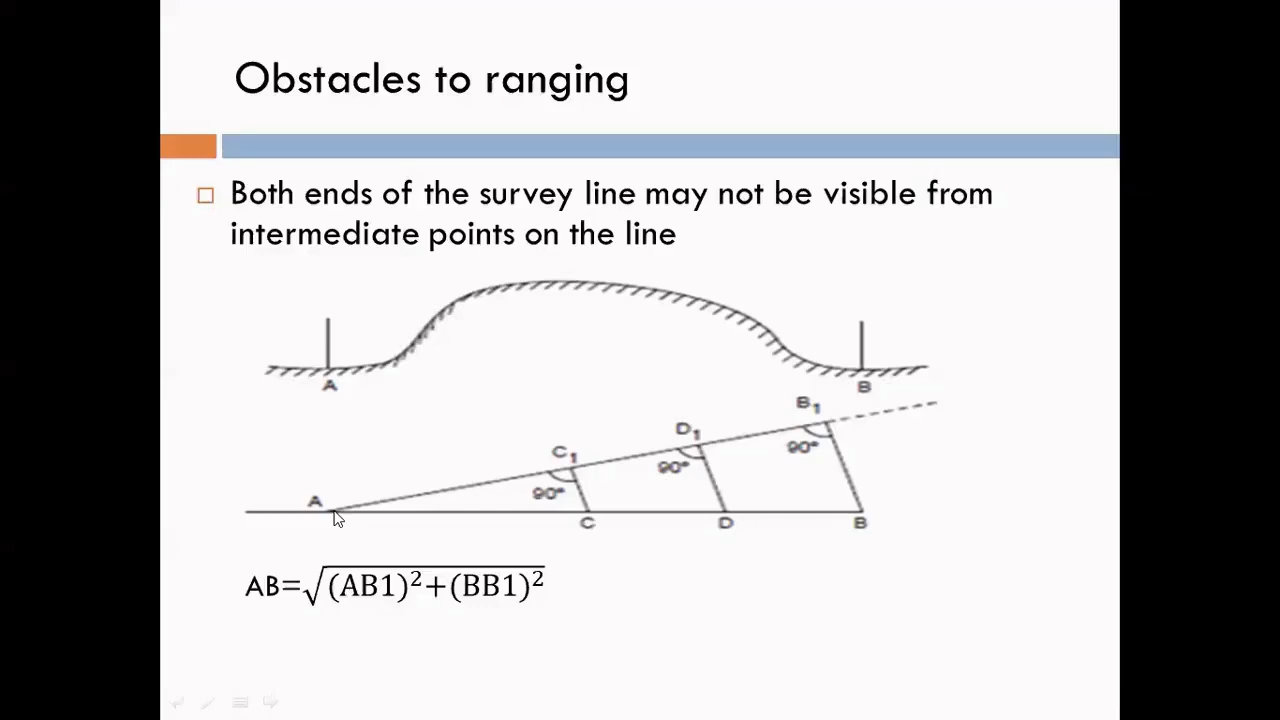 Obstacles to ranging
Both ends of the survey line may not be visible from
intermediate points on the line
A
B
B1
D1
C1
90°
90°
90°
A
C
D
B
AB=√(AB1)²+(BB1)²